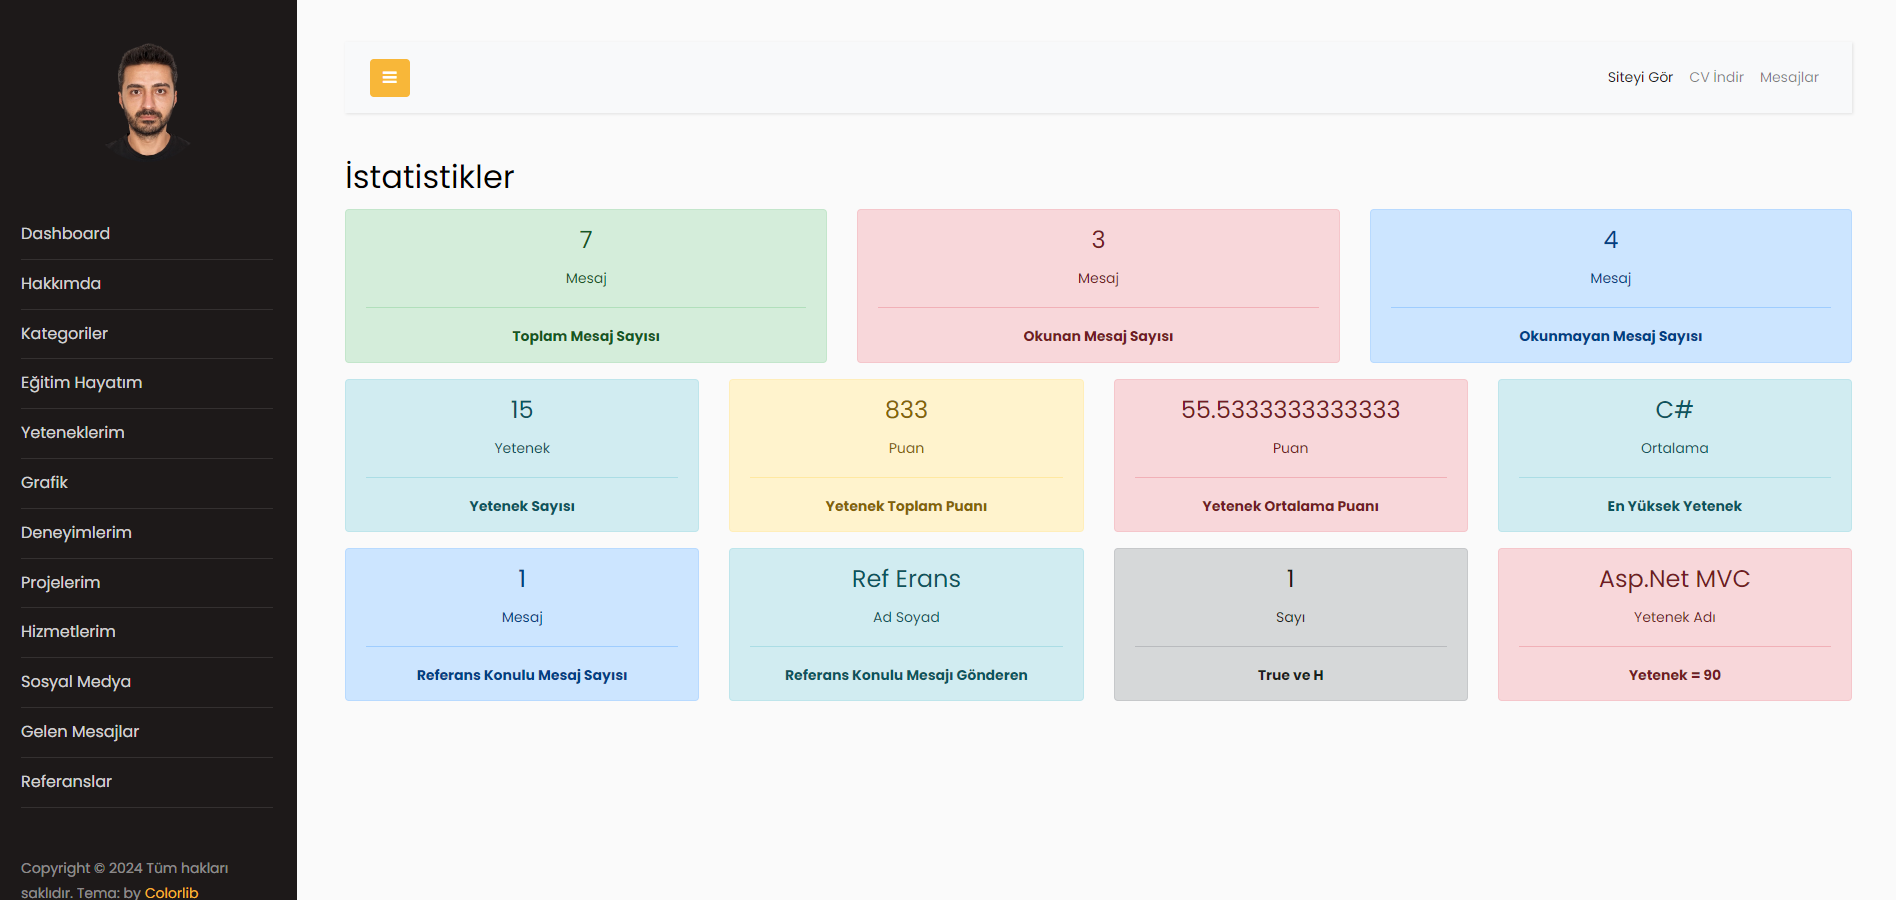 Siteyi Gör CV İndir Mesajlar
Dashboard
Hakkımda
Kategoriler
Eğitim Hayatım
Yeteneklerim
Grafik
Deneyimlerim
Projelerim
Hizmetlerim
Sosyal Medya
Gelen Mesajlar
Referanslar
Copyright © 2024 Tüm hakları
saklıdır. Tema: by Colorlib
İstatistikler
7
Mesaj
Toplam Mesaj Sayısı
3
Mesaj
Okunan Mesaj Sayısı
4
Mesaj
Okunmayan Mesaj Sayısı
15
Yetenek
Yetenek Sayısı
833
Puan
Yetenek Toplam Puanı
55.5333333333333
Puan
Yetenek Ortalama Puanı
C#
Ortalama
En Yüksek Yetenek
1
Mesaj
Referans Konulu Mesaj Sayısı
Ref Erans
Ad Soyad
Referans Konulu Mesajı Gönderen
1
Sayı
True ve H
Asp.Net MVC
Yetenek Adı
Yetenek = 90